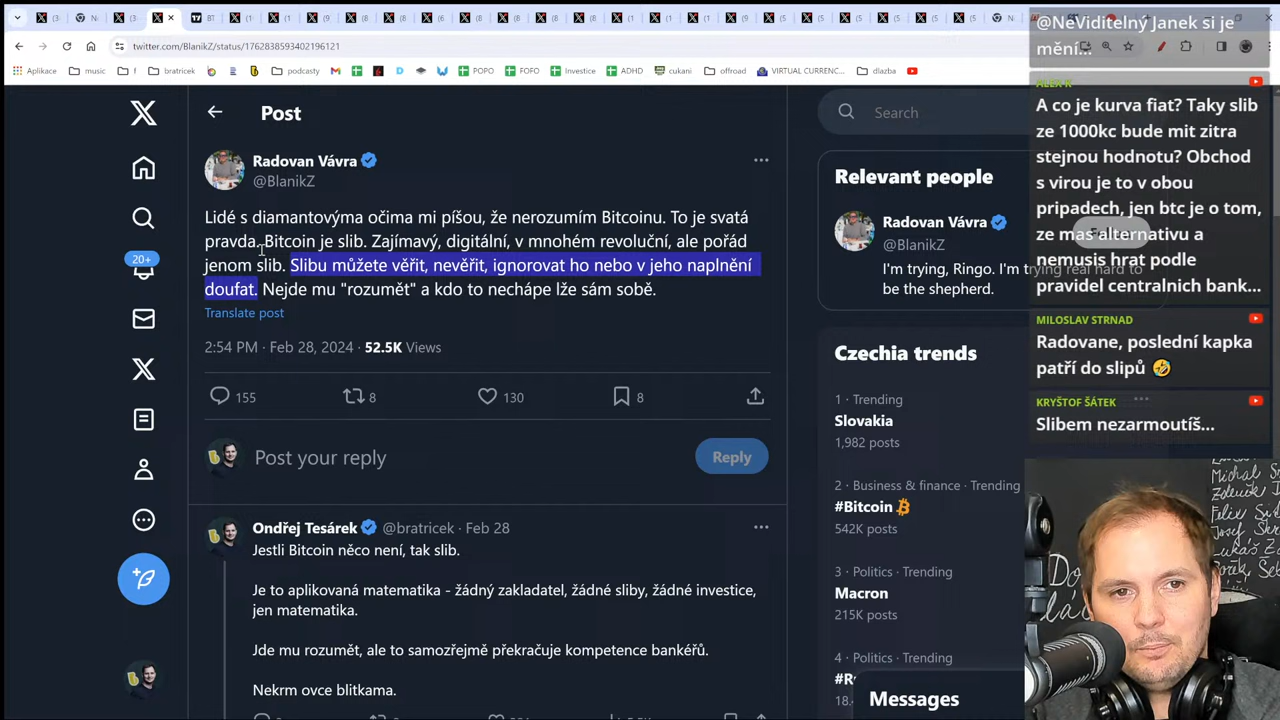 twitter.com/BlanikZ/status/1762838593402196121
Aplikace
music
f
bratricek
podcasty
POPO
FOFO
Investice
ADHD
cukani
offroad
VIRTUAL CURRENC...
dlazba
Post
Search
Radovan Vávra
@BlanikZ
Lidé s diamantovýma očima mi píšou, že nerozumím Bitcoinu. To je svatá
pravda. Bitcoin je slib. Zajímavý, digitální, v mnohém revoluční, ale pořád
jenom slib. Slibu můžete věřit, nevěřit, ignorovat ho nebo v jeho naplnění
doufat. Nejde mu "rozumět" a kdo to nechápe lže sám sobě.
Translate post
2:54 PM · Feb 28, 2024 · 52.5K Views
155
8
130
8
20+
Post your reply
Reply
Ondřej Tesárek @bratricek · Feb 28
Jestli Bitcoin něco není, tak slib.
Je to aplikovaná matematika - žádný zakladatel, žádné sliby, žádné investice,
jen matematika.
Jde mu rozumět, ale to samozřejmě překračuje kompetence bankéřů.
Nekrm ovce blitkama.
Relevant people
Radovan Vávra
@BlanikZ
I'm trying, Ringo. I'm trying real hard to
be the shepherd.
Czechia trends
1 · Trending
Slovakia
1,982 posts
2 · Business & finance · Trending
#Bitcoin
542K posts
3 · Politics · Trending
Macron
215K posts
4 · Politics · Trending
Messages
@NeViditelný Janek si je
mění...
ALEX K
A co je kurva fiat? Taky slib
ze 1000kc bude mit zitra
stejnou hodnotu? Obchod
s virou je to v obou
pripadech, jen btc je o tom,
ze mas alternativu a
nemusis hrat podle
pravidel centralnich bank...
MILOSLAV STRNAD
Radovane, poslední kapka
patří do slipů 🤣
KRYŠTOF ŠÁTEK
Slibem nezarmoutíš...
Michal
Zdeněk
Felix
Josef
Lukáš